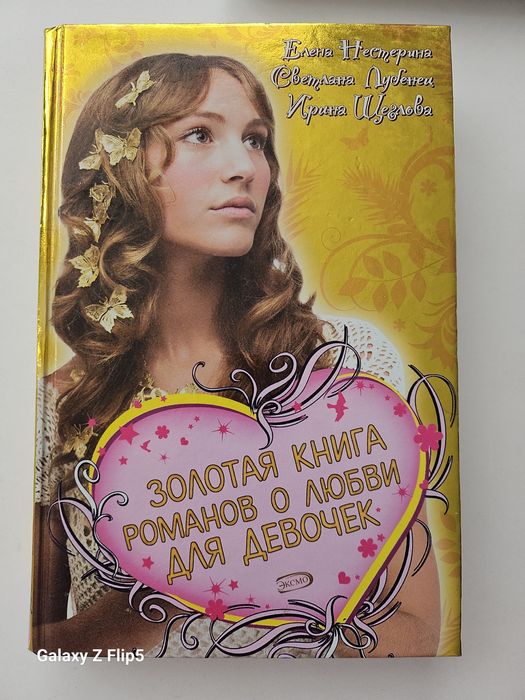 Елена Нестерина
Светлана Лубенец
Ирина Щеглова
ЗОЛОТАЯ КНИГА
РОМАНОВ О ЛЮБВИ
ДЛЯ ДЕВОЧЕК
ЭКСМО
Galaxy Z Flip5